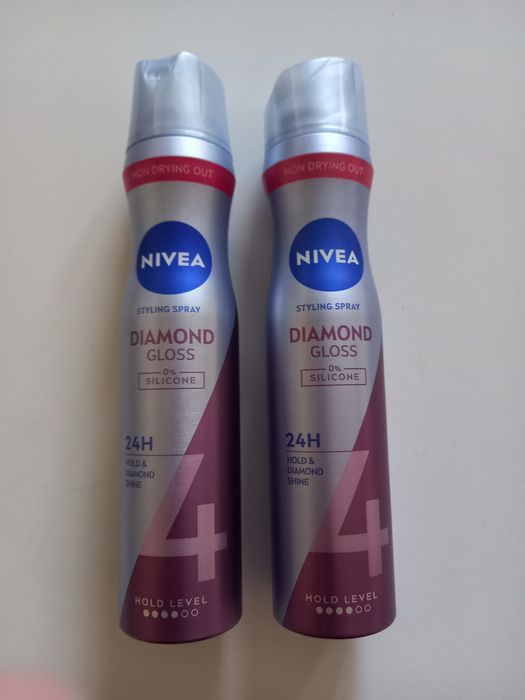 NON DRYING OUT
NIVEA
STYLING SPRAY
DIAMOND
GLOSS
0%
SILICONE
24H
HOLD &
DIAMOND
SHINE
4
HOLD LEVEL
NON DRYING OUT
NIVEA
STYLING SPRAY
DIAMOND
GLOSS
0%
SILICONE
24H
HOLD &
DIAMOND
SHINE
4
HOLD LEVEL